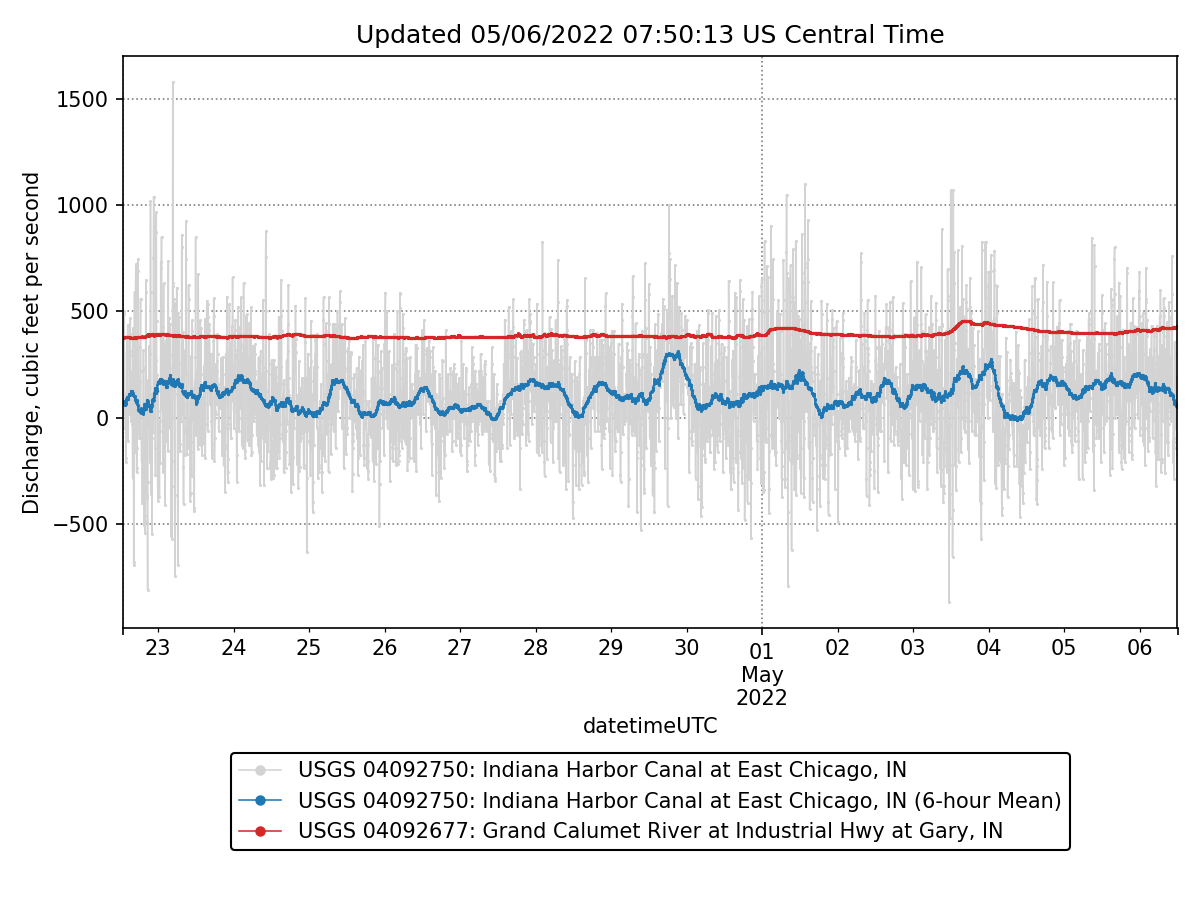 Updated 05/06/2022 07:50:13 US Central Time
Discharge, cubic feet per second
1500
1000
500
0
−500
23 24 25 26 27 28 29 30 01 02 03 04 05 06
May
2022
datetimeUTC
USGS 04092750: Indiana Harbor Canal at East Chicago, IN
USGS 04092750: Indiana Harbor Canal at East Chicago, IN (6-hour Mean)
USGS 04092677: Grand Calumet River at Industrial Hwy at Gary, IN